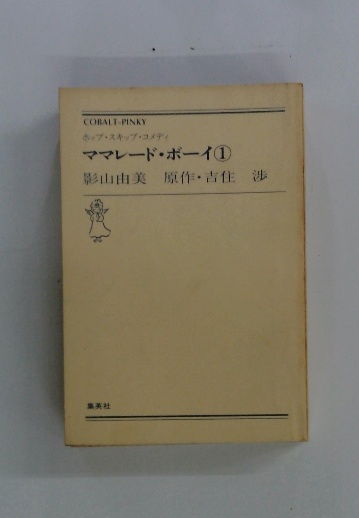 COBALT-PINKY
ホップ・スキップ・コメディ
ママレード・ボーイ①
影山由美 原作・吉住 渉
集英社